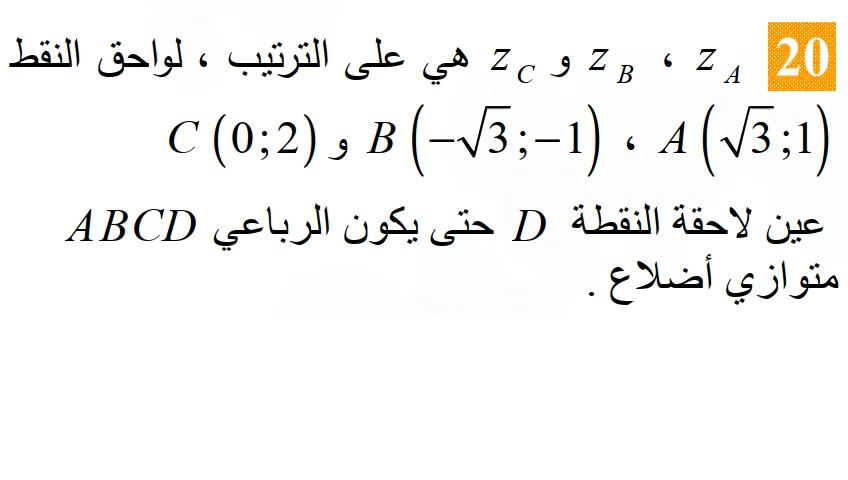 20 z_A ، z_B و z_C هي على الترتيب ، لواحق النقط
A(√3;1) ، B(−√3;−1) و C(0;2)
عين لاحقة النقطة D حتى يكون الرباعي ABCD
متوازي أضلاع .